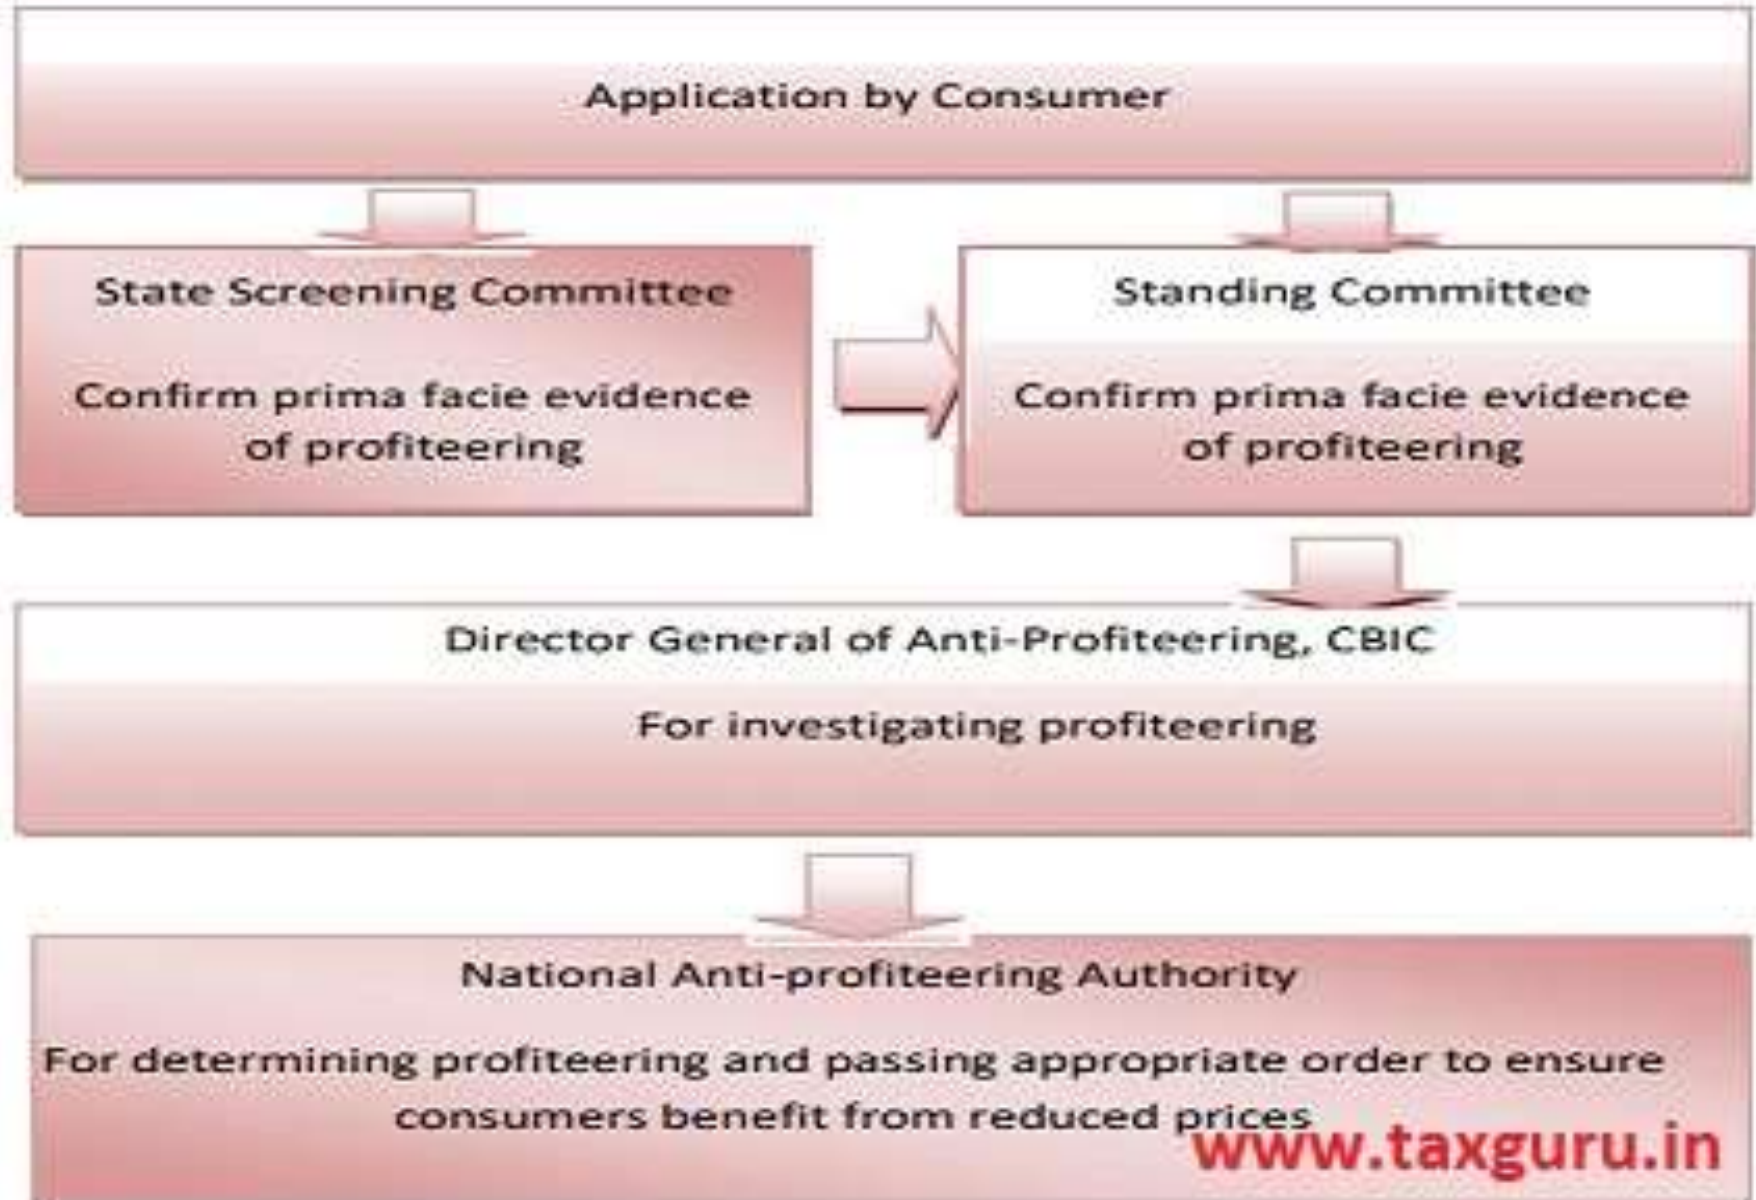 Application by Consumer
State Screening Committee
Confirm prima facie evidence
of profiteering
Standing Committee
Confirm prima facie evidence
of profiteering
Director General of Anti-Profiteering, CBIC
For investigating profiteering
National Anti-profiteering Authority
For determining profiteering and passing appropriate order to ensure
consumers benefit from reduced prices
www.taxguru.in